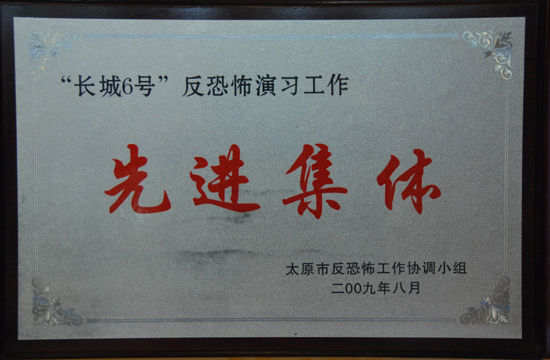 “长城6号”反恐怖演习工作
先进集体
太原市反恐怖工作协调小组
二00九年八月